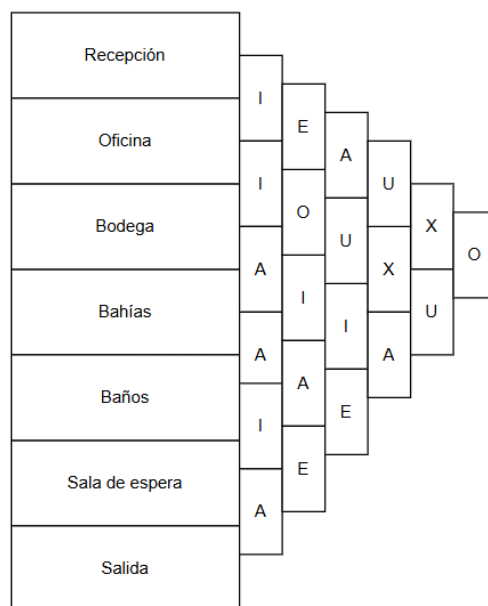 Recepción
Oficina
Bodega
Bahías
Baños
Sala de espera
Salida
I
I
A
A
I
A
E
O
I
A
E
A
U
I
E
U
X
A
X
U
O